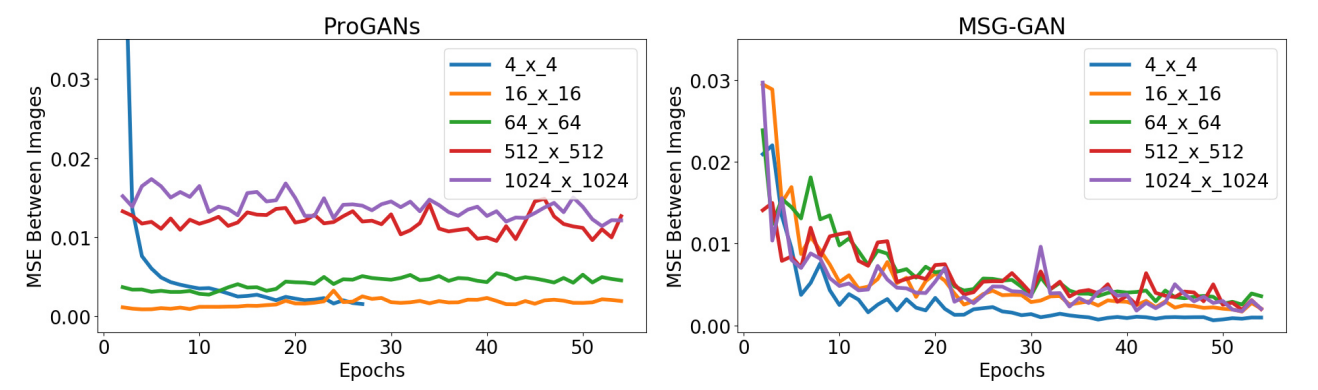 ProGANs
MSE Between Images
0.03
0.02
0.01
0.00
4_x_4
16_x_16
64_x_64
512_x_512
1024_x_1024
0 10 20 30 40 50
Epochs
MSG-GAN
MSE Between Images
0.03
0.02
0.01
0.00
4_x_4
16_x_16
64_x_64
512_x_512
1024_x_1024
0 10 20 30 40 50
Epochs